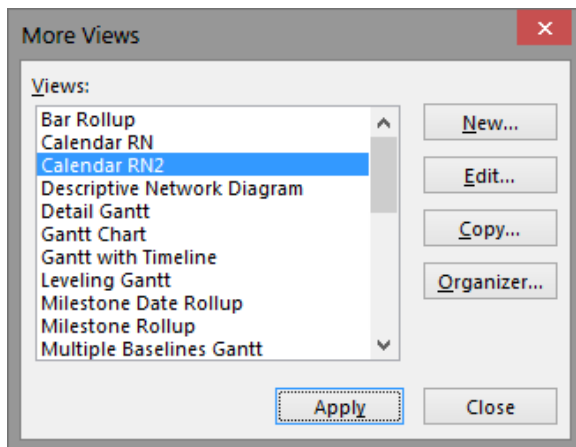 More Views
Views:
Bar Rollup
Calendar RN
Calendar RN2
Descriptive Network Diagram
Detail Gantt
Gantt Chart
Gantt with Timeline
Leveling Gantt
Milestone Date Rollup
Milestone Rollup
Multiple Baselines Gantt
New...
Edit...
Copy...
Organizer...
Apply
Close